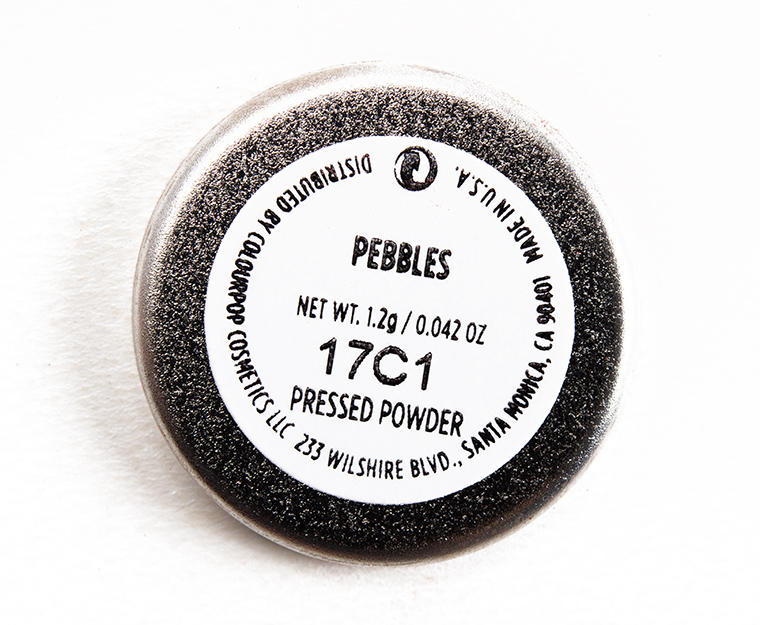 PEBBLES
NET WT. 1.2g / 0.042 OZ
17C1
PRESSED POWDER
DISTRIBUTED BY COLOURPOP COSMETICS LLC 233 WILSHIRE BLVD., SANTA MONICA, CA 90401 MADE IN U.S.A.